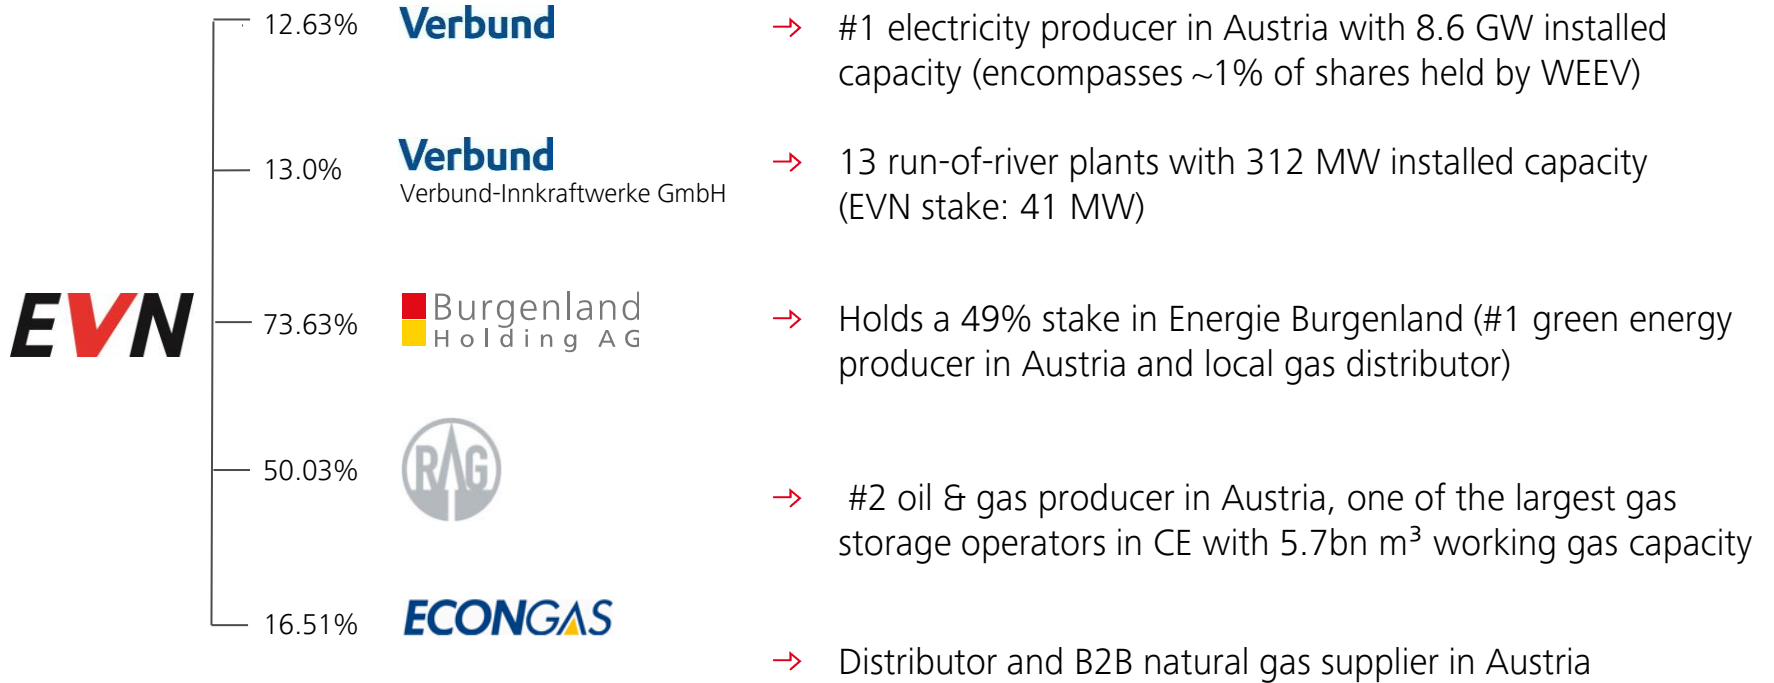 12.63% Verbund → #1 electricity producer in Austria with 8.6 GW installed
capacity (encompasses ~1% of shares held by WEEV)
13.0% Verbund → 13 run-of-river plants with 312 MW installed capacity
Verbund-Innkraftwerke GmbH (EVN stake: 41 MW)
EVN
73.63% Burgenland → Holds a 49% stake in Energie Burgenland (#1 green energy
Holding AG producer in Austria and local gas distributor)
50.03% RAG → #2 oil & gas producer in Austria, one of the largest gas
storage operators in CE with 5.7bn m³ working gas capacity
16.51% ECONGAS
→ Distributor and B2B natural gas supplier in Austria